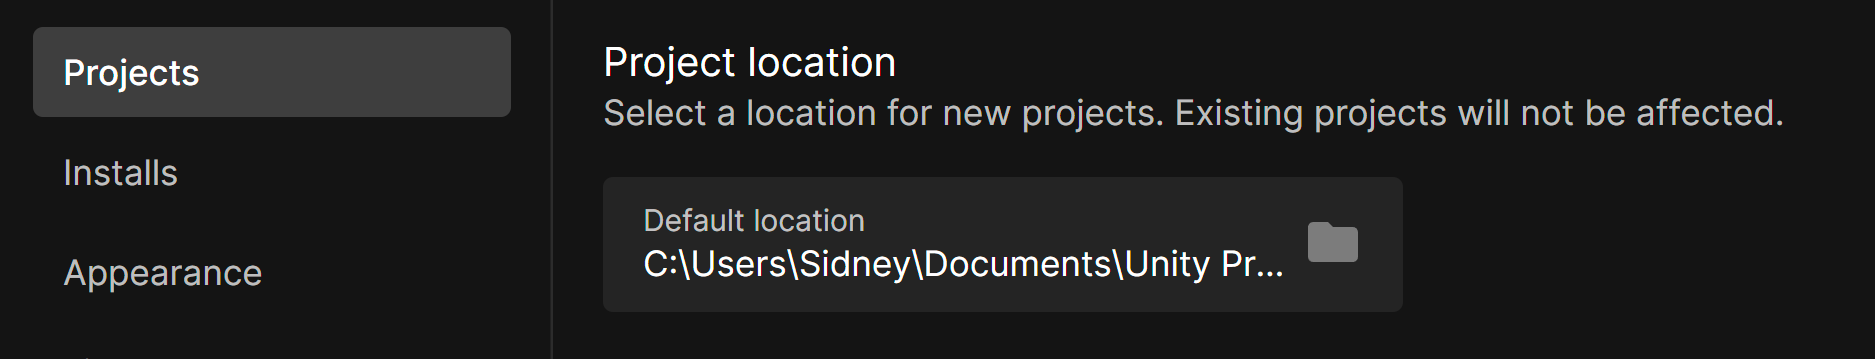 Projects
Installs
Appearance
Project location
Select a location for new projects. Existing projects will not be affected.
Default location
C:\Users\Sidney\Documents\Unity Pr...